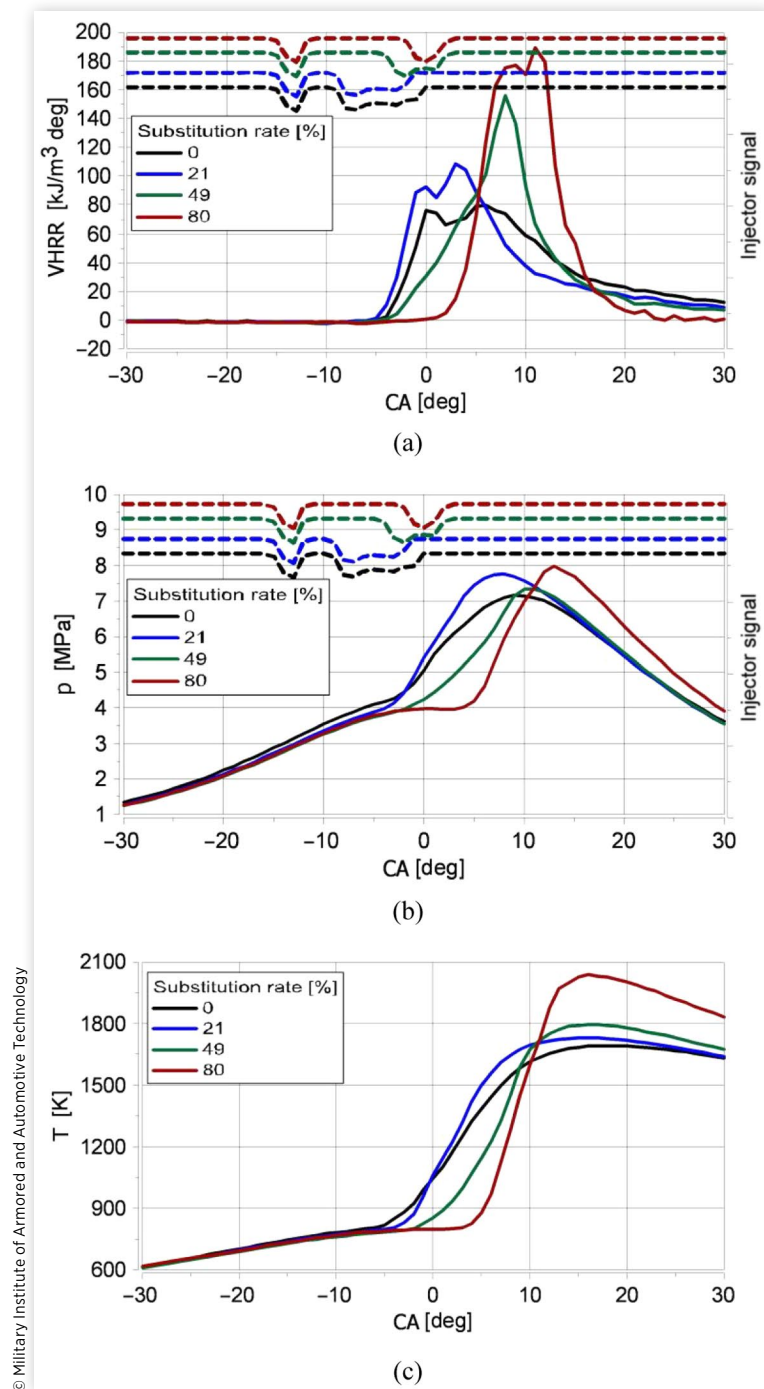 200
180
160
140
120
100
80
60
40
20
0
−20
VHRR [kJ/m³ deg]
Substitution rate [%]
0
21
49
80
Injector signal
−30 −20 −10 0 10 20 30
CA [deg]
(a)
10
9
8
7
6
5
4
3
2
1
p [MPa]
Substitution rate [%]
0
21
49
80
Injector signal
−30 −20 −10 0 10 20 30
CA [deg]
(b)
2100
1800
1500
1200
900
600
T [K]
Substitution rate [%]
0
21
49
80
−30 −20 −10 0 10 20 30
CA [deg]
(c)
© Military Institute of Armored and Automotive Technology